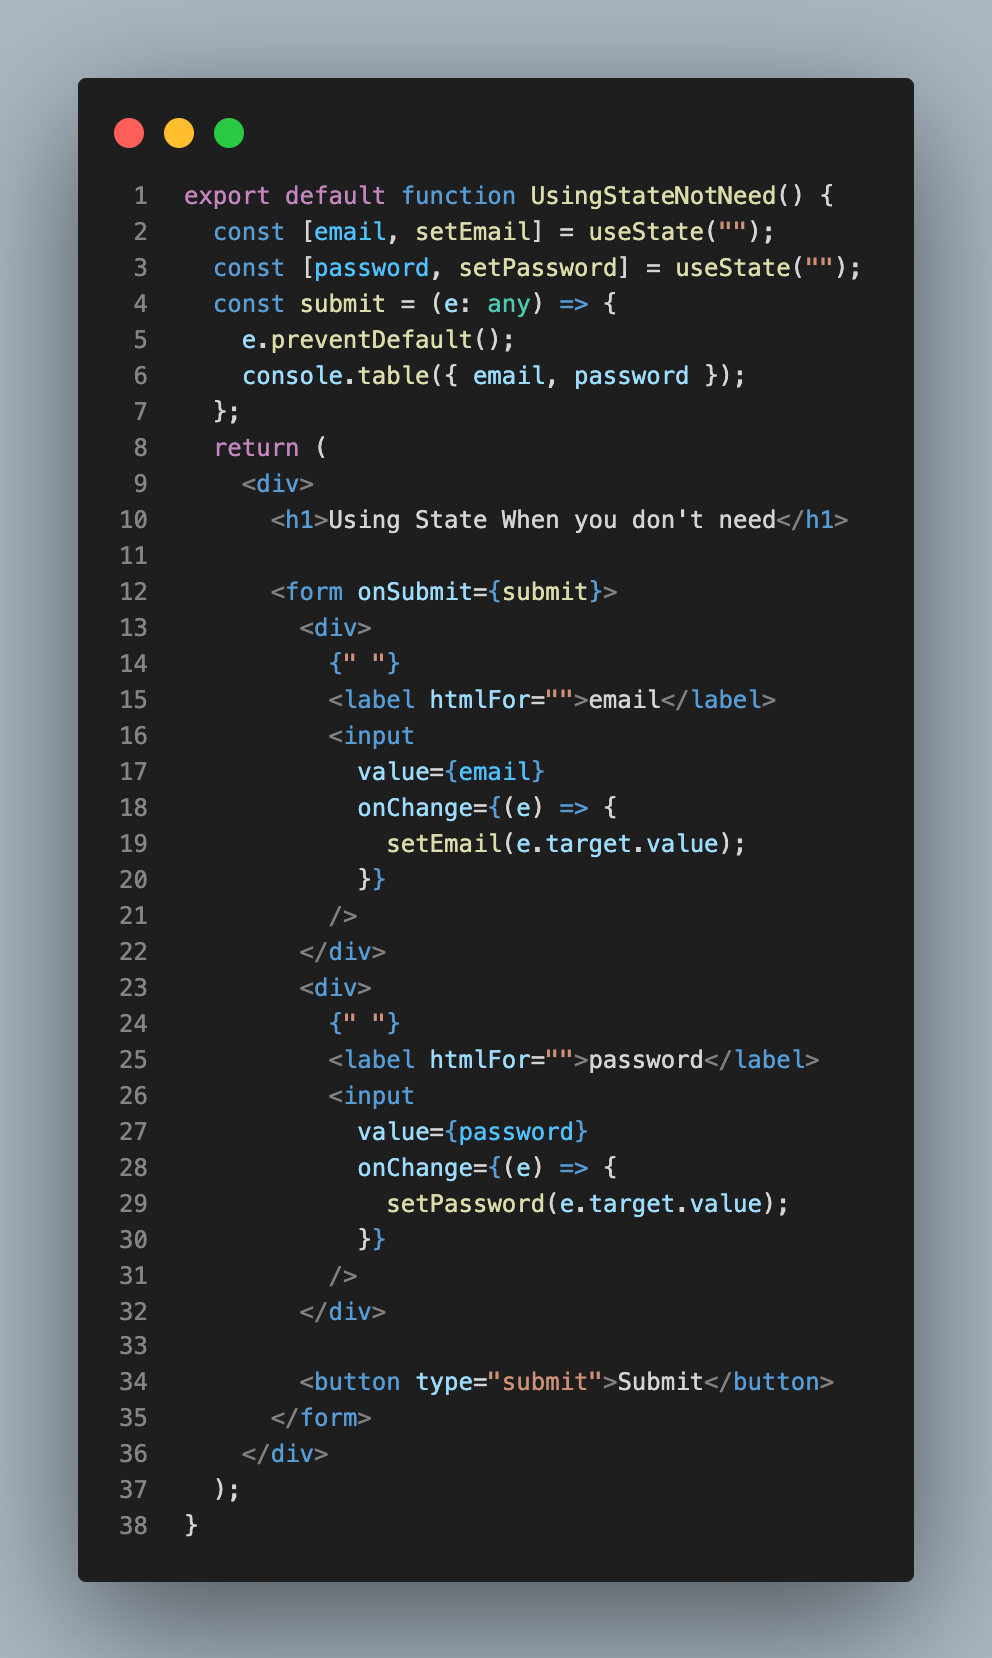 1 export default function UsingStateNotNeed() {
2   const [email, setEmail] = useState("");
3   const [password, setPassword] = useState("");
4   const submit = (e: any) => {
5     e.preventDefault();
6     console.table({ email, password });
7   };
8   return (
9     <div>
10       <h1>Using State When you don't need</h1>
11
12       <form onSubmit={submit}>
13         <div>
14           {" "}
15           <label htmlFor="">email</label>
16           <input
17             value={email}
18             onChange={(e) => {
19               setEmail(e.target.value);
20             }}
21           />
22         </div>
23         <div>
24           {" "}
25           <label htmlFor="">password</label>
26           <input
27             value={password}
28             onChange={(e) => {
29               setPassword(e.target.value);
30             }}
31           />
32         </div>
33
34         <button type="submit">Submit</button>
35       </form>
36     </div>
37   );
38 }